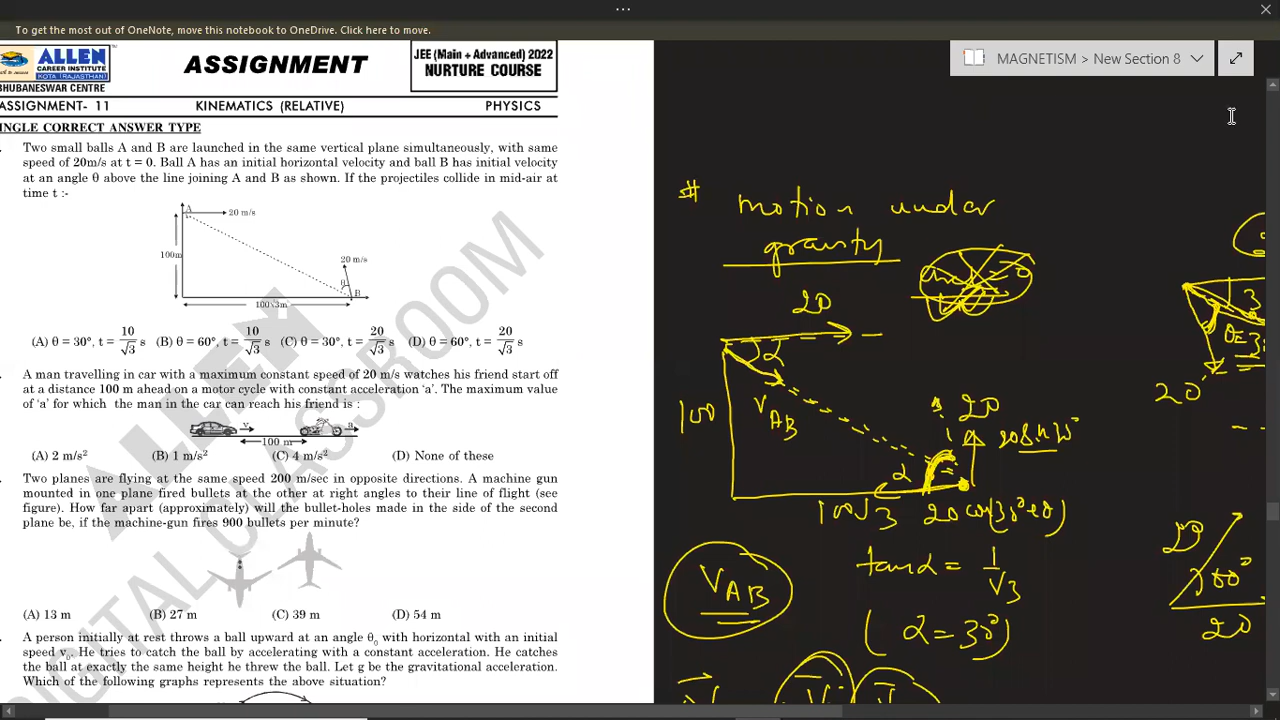 To get the most out of OneNote, move this notebook to OneDrive. Click here to move.
MAGNETISM > New Section 8
ALLEN
CAREER INSTITUTE
KOTA (RAJASTHAN)
BHUBANESWAR CENTRE
ASSIGNMENT
JEE (Main + Advanced) 2022
NURTURE COURSE
ASSIGNMENT- 11
KINEMATICS (RELATIVE)
PHYSICS
INGLE CORRECT ANSWER TYPE
Two small balls A and B are launched in the same vertical plane simultaneously, with same
speed of 20m/s at t = 0. Ball A has an initial horizontal velocity and ball B has initial velocity
at an angle θ above the line joining A and B as shown. If the projectiles collide in mid-air at
time t :-
A
20 m/s
100m
20 m/s
θ
B
100√3m
(A) θ = 30°, t = 10/√3 s (B) θ = 60°, t = 10/√3 s (C) θ = 30°, t = 20/√3 s (D) θ = 60°, t = 20/√3 s
A man travelling in car with a maximum constant speed of 20 m/s watches his friend start off
at a distance 100 m ahead on a motor cycle with constant acceleration 'a'. The maximum value
of 'a' for which the man in the car can reach his friend is :
v
a
100 m
(A) 2 m/s² (B) 1 m/s² (C) 4 m/s² (D) None of these
Two planes are flying at the same speed 200 m/sec in opposite directions. A machine gun
mounted in one plane fired bullets at the other at right angles to their line of flight (see
figure). How far apart (approximately) will the bullet-holes made in the side of the second
plane be, if the machine-gun fires 900 bullets per minute?
(A) 13 m (B) 27 m (C) 39 m (D) 54 m
A person initially at rest throws a ball upward at an angle θ₀ with horizontal with an initial
speed v₀. He tries to catch the ball by accelerating with a constant acceleration. He catches
the ball at exactly the same height he threw the ball. Let g be the gravitational acceleration.
Which of the following graphs represents the above situation?
ALLEN
DIGITAL CLASSROOM
# motion under
gravity
20
α
V_AB
100
20
α
100√3
V_AB
tan α = 1/√3
(α = 30°)
20
60°
20